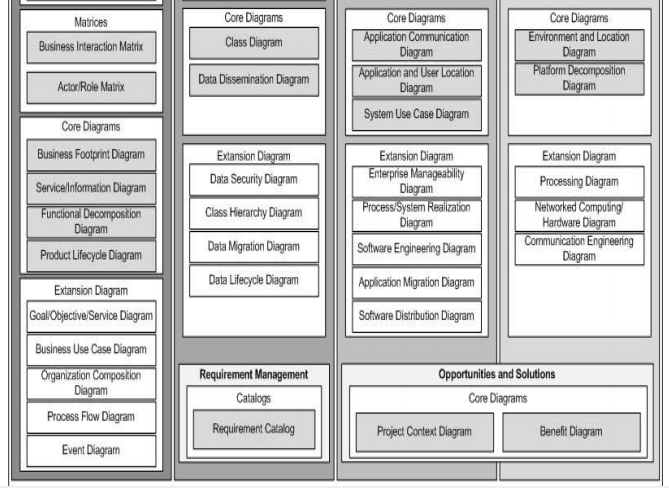 Matrices
Business Interaction Matrix
Actor/Role Matrix
Core Diagrams
Business Footprint Diagram
Service/Information Diagram
Functional Decomposition
Diagram
Product Lifecycle Diagram
Extansion Diagram
Goal/Objective/Service Diagram
Business Use Case Diagram
Organization Composition
Diagram
Process Flow Diagram
Event Diagram
Core Diagrams
Class Diagram
Data Dissemination Diagram
Extansion Diagram
Data Security Diagram
Class Hierarchy Diagram
Data Migration Diagram
Data Lifecycle Diagram
Requirement Management
Catalogs
Requirement Catalog
Core Diagrams
Application Communication
Diagram
Application and User Location
Diagram
System Use Case Diagram
Extansion Diagram
Enterprise Manageability
Diagram
Process/System Realization
Diagram
Software Engineering Diagram
Application Migration Diagram
Software Distribution Diagram
Core Diagrams
Environment and Location
Diagram
Platform Decomposition
Diagram
Extansion Diagram
Processing Diagram
Networked Computing/
Hardware Diagram
Communication Engineering
Diagram
Opportunities and Solutions
Core Diagrams
Project Context Diagram
Benefit Diagram